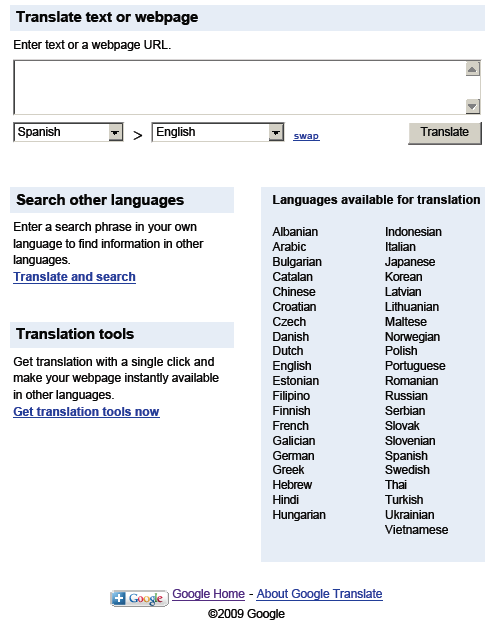 Translate text or webpage
Enter text or a webpage URL.
Spanish > English swap Translate
Search other languages
Enter a search phrase in your own
language to find information in other
languages.
Translate and search
Translation tools
Get translation with a single click and
make your webpage instantly available
in other languages.
Get translation tools now
Languages available for translation
Albanian
Arabic
Bulgarian
Catalan
Chinese
Croatian
Czech
Danish
Dutch
English
Estonian
Filipino
Finnish
French
Galician
German
Greek
Hebrew
Hindi
Hungarian
Indonesian
Italian
Japanese
Korean
Latvian
Lithuanian
Maltese
Norwegian
Polish
Portuguese
Romanian
Russian
Serbian
Slovak
Slovenian
Spanish
Swedish
Thai
Turkish
Ukrainian
Vietnamese
+ Google Google Home - About Google Translate
©2009 Google